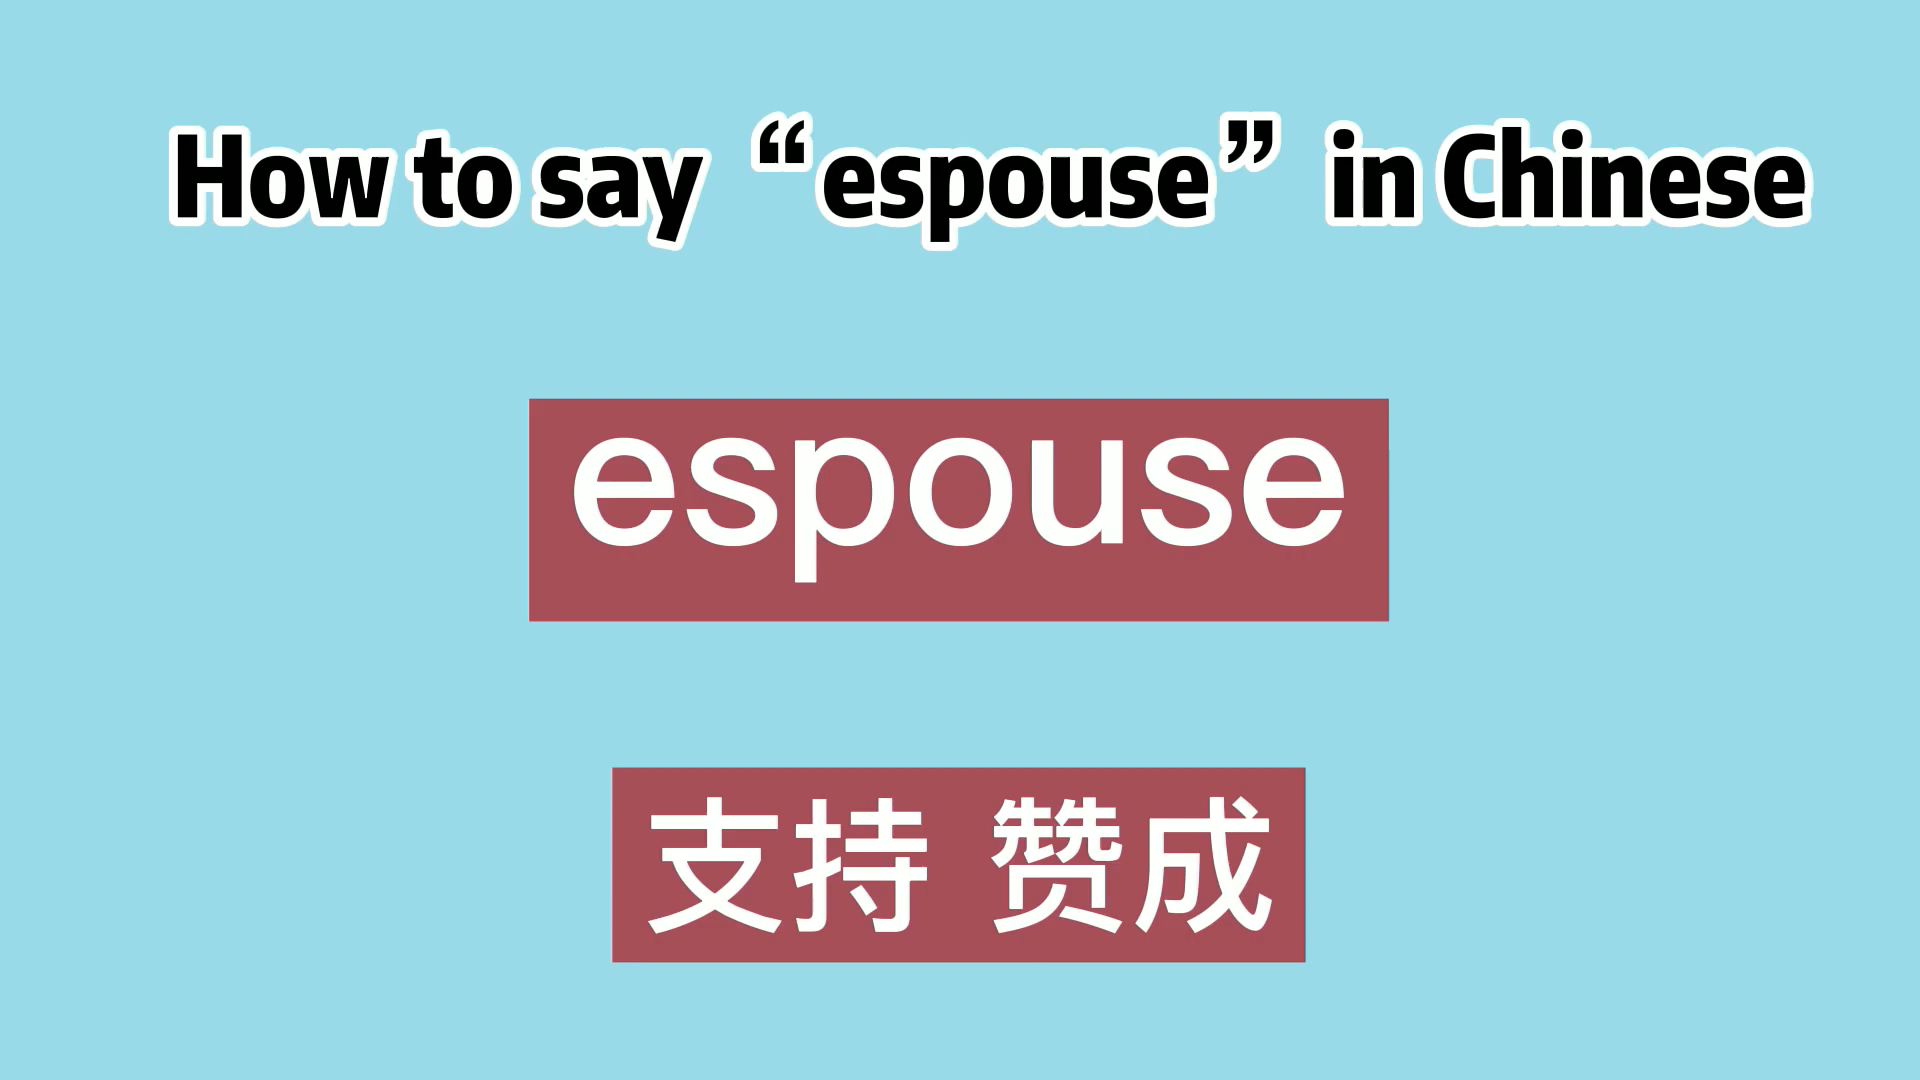 How to say “espouse” in Chinese
espouse
支持 赞成